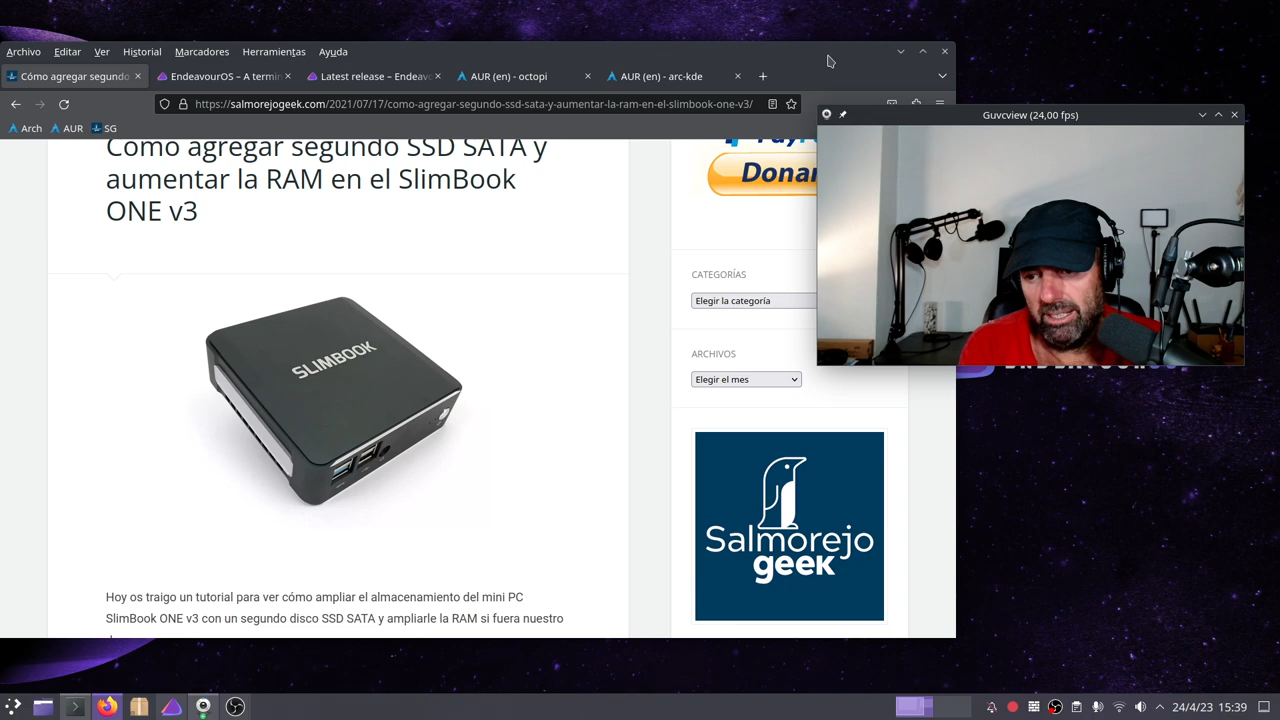 Archivo Editar Ver Historial Marcadores Herramientas Ayuda
Cómo agregar segundo
EndeavourOS – A termin
Latest release – Endeavo
AUR (en) - octopi
AUR (en) - arc-kde
https://salmorejogeek.com/2021/07/17/como-agregar-segundo-ssd-sata-y-aumentar-la-ram-en-el-slimbook-one-v3/
Arch AUR SG
Guvcview (24,00 fps)
Cómo agregar segundo SSD SATA y
aumentar la RAM en el SlimBook
ONE v3
SLIMBOOK
Hoy os traigo un tutorial para ver cómo ampliar el almacenamiento del mini PC
SlimBook ONE v3 con un segundo disco SSD SATA y ampliarle la RAM si fuera nuestro
CATEGORÍAS
Elegir la categoría
ARCHIVOS
Elegir el mes
Salmorejo
geek
24/4/23 15:39